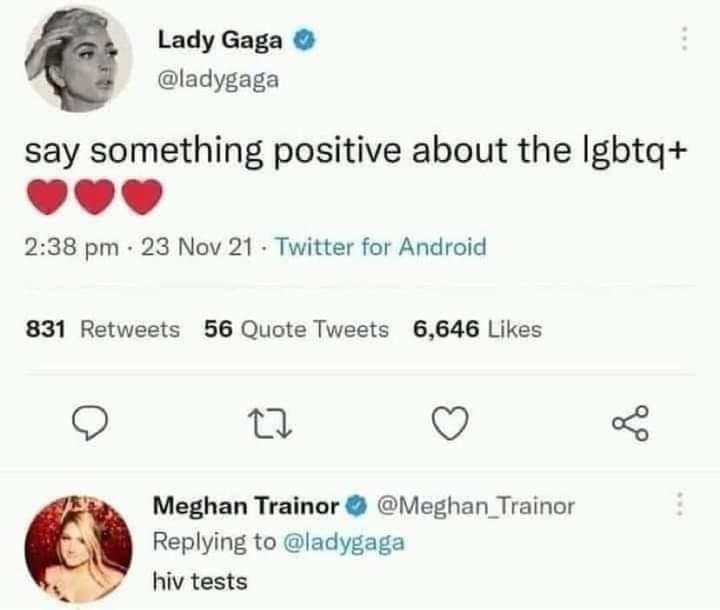 Lady Gaga
@ladygaga
say something positive about the lgbtq+
❤❤❤
2:38 pm · 23 Nov 21 · Twitter for Android
831 Retweets 56 Quote Tweets 6,646 Likes
Meghan Trainor @Meghan_Trainor
Replying to @ladygaga
hiv tests